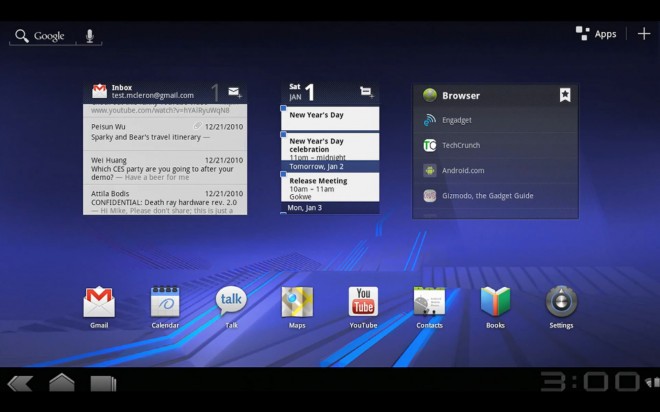 Google
Apps
Inbox
test.mcleron@gmail.com
1
www.youtube.com/watch?v=hYAlRyUWqN8
Peisun Wu 12/21/2010
Sparky and Bear's travel itinerary —
Wei Huang 12/21/2010
Which CES party are you going to after your
demo? — Have a beer for me
Attila Bodis 12/21/2010
CONFIDENTIAL: Death ray hardware rev. 2.0
— Hi Mike, Please don't share; this is just a
Sat
JAN
1
New Year's Day
New Year's Day
celebration
11pm – midnight
Tomorrow, Jan 2
Release Meeting
10am – 11am
Gokwe
Mon, Jan 3
Browser
Engadget
TechCrunch
Android.com
Gizmodo, the Gadget Guide
talk
You
Tube
Gmail
Calendar
Talk
Maps
YouTube
Contacts
Books
Settings
3:00